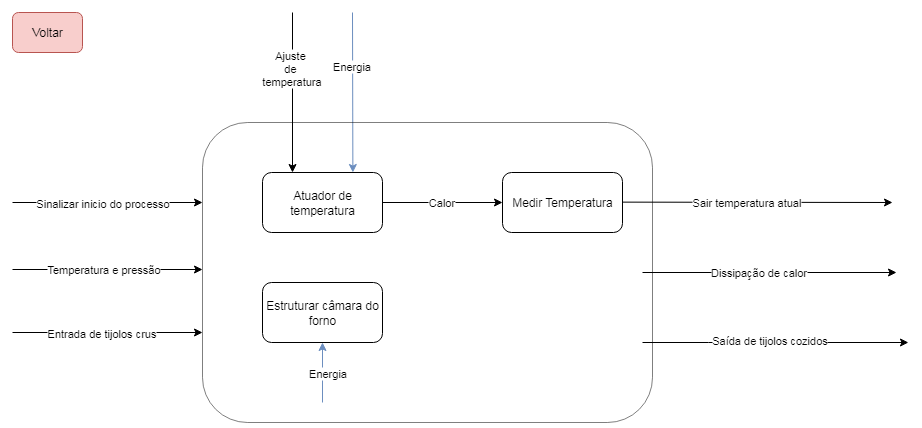 Voltar
Ajuste
de
temperatura
Energia
Atuador de
temperatura
Medir Temperatura
Sinalizar inicio do processo
Calor
Sair temperatura atual
Temperatura e pressão
Dissipação de calor
Estruturar câmara do
forno
Entrada de tijolos crus
Saída de tijolos cozidos
Energia